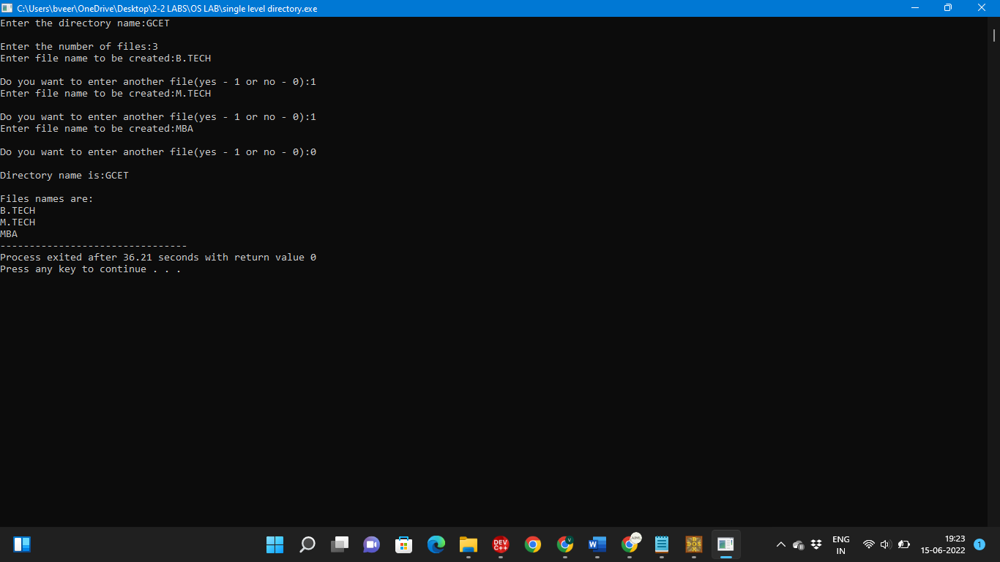 C:\Users\bveer\OneDrive\Desktop\2-2 LABS\OS LAB\single level directory.exe
Enter the directory name:GCET
Enter the number of files:3
Enter file name to be created:B.TECH
Do you want to enter another file(yes - 1 or no - 0):1
Enter file name to be created:M.TECH
Do you want to enter another file(yes - 1 or no - 0):1
Enter file name to be created:MBA
Do you want to enter another file(yes - 1 or no - 0):0
Directory name is:GCET
Files names are:
B.TECH
M.TECH
MBA
--------------------------------
Process exited after 36.21 seconds with return value 0
Press any key to continue . . .
DEV
C++
V
W
AIML
DOS
ENG
IN
19:23
15-06-2022
1